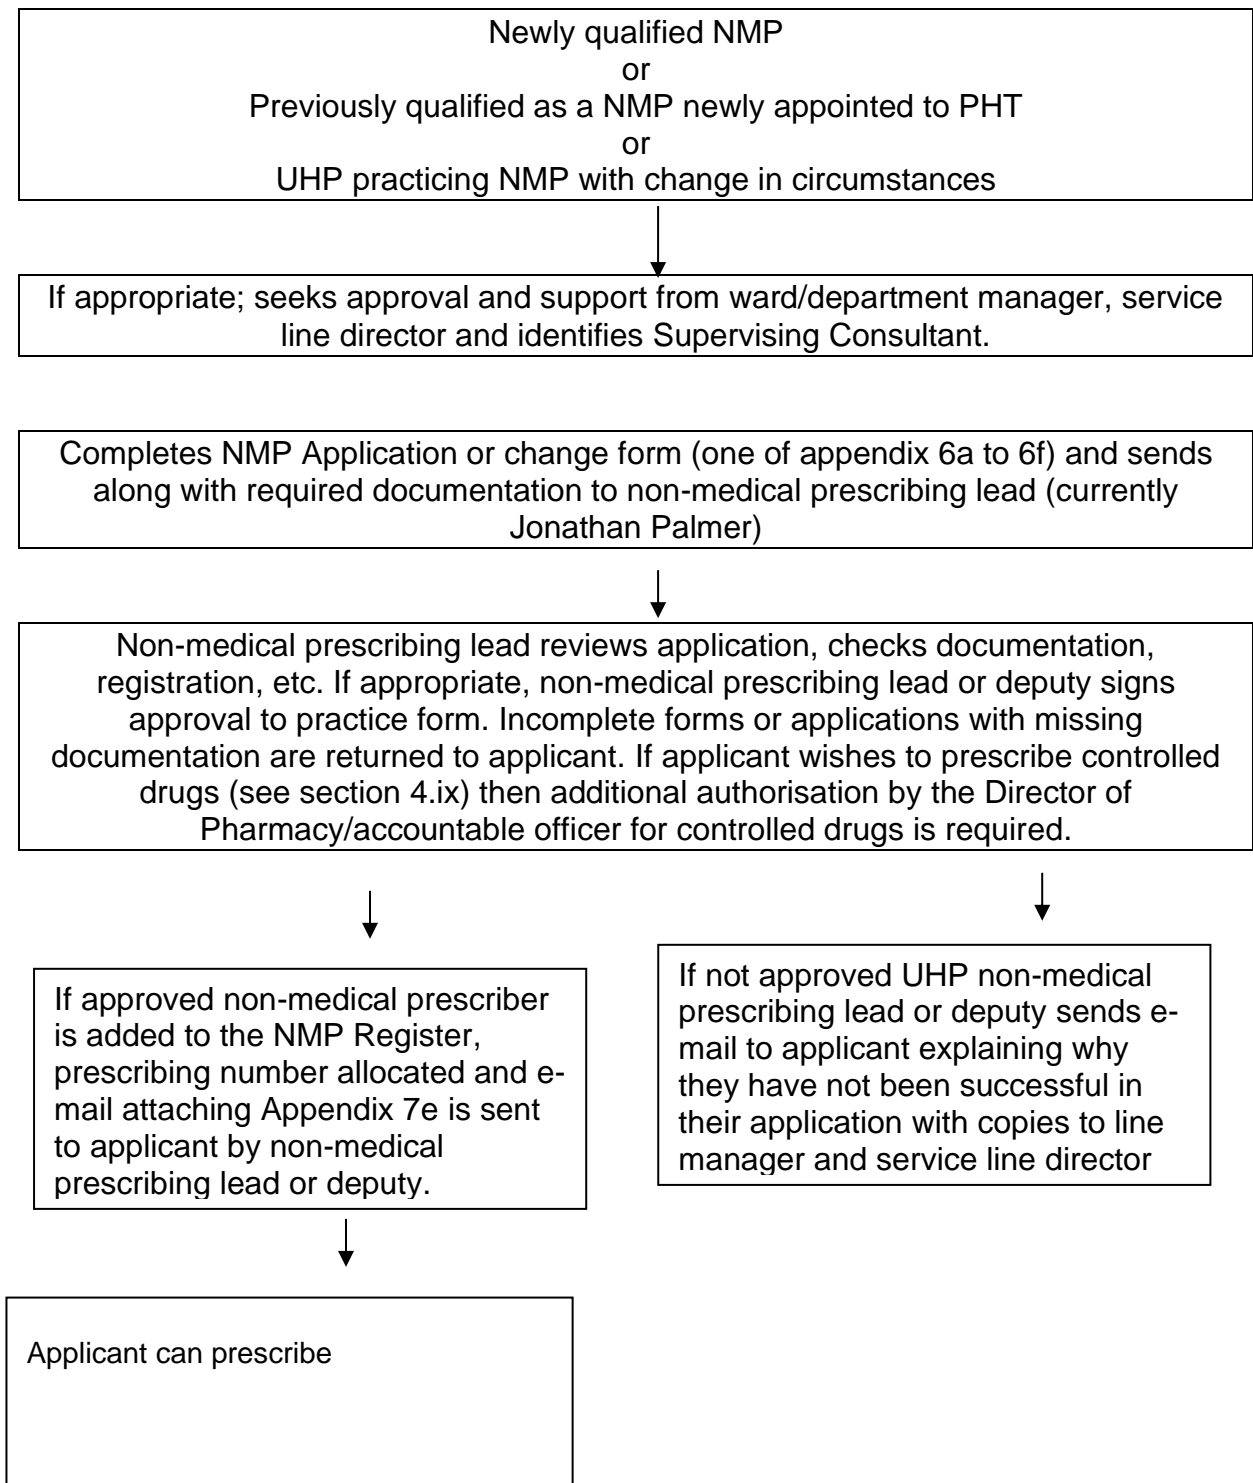 Newly qualified NMP
or
Previously qualified as a NMP newly appointed to PHT
or
UHP practicing NMP with change in circumstances
If appropriate; seeks approval and support from ward/department manager, service
line director and identifies Supervising Consultant.
Completes NMP Application or change form (one of appendix 6a to 6f) and sends
along with required documentation to non-medical prescribing lead (currently
Jonathan Palmer)
Non-medical prescribing lead reviews application, checks documentation,
registration, etc. If appropriate, non-medical prescribing lead or deputy signs
approval to practice form. Incomplete forms or applications with missing
documentation are returned to applicant. If applicant wishes to prescribe controlled
drugs (see section 4.ix) then additional authorisation by the Director of
Pharmacy/accountable officer for controlled drugs is required.
If approved non-medical prescriber
is added to the NMP Register,
prescribing number allocated and e-
mail attaching Appendix 7e is sent
to applicant by non-medical
prescribing lead or deputy.
If not approved UHP non-medical
prescribing lead or deputy sends e-
mail to applicant explaining why
they have not been successful in
their application with copies to line
manager and service line director
Applicant can prescribe